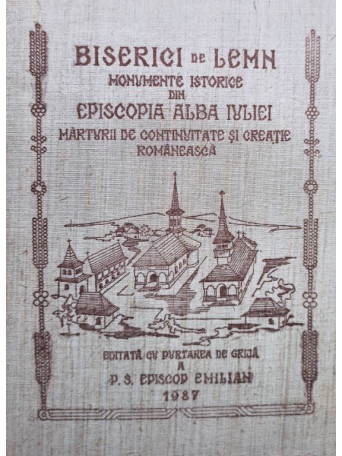 BISERICI DE LEMN
MONUMENTE ISTORICE
DIN
EPISCOPIA ALBA IULIEI
MĂRTURII DE CONTINUITATE ȘI CREAȚIE
ROMÂNEASCĂ
EDITATĂ CU PURTAREA DE GRIJĂ
A
P. S. EPISCOP EMILIAN
1987